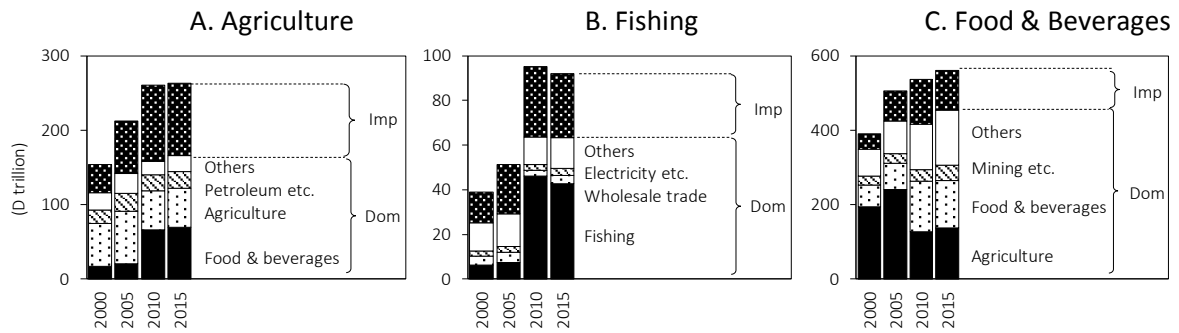 A. Agriculture
(D trillion)
300
200
100
0
Imp
Others
Petroleum etc.
Agriculture
Dom
Food & beverages
2000
2005
2010
2015
B. Fishing
100
80
60
40
20
0
Imp
Others
Electricity etc.
Wholesale trade
Dom
Fishing
2000
2005
2010
2015
C. Food & Beverages
600
400
200
0
Imp
Others
Mining etc.
Dom
Food & beverages
Agriculture
2000
2005
2010
2015